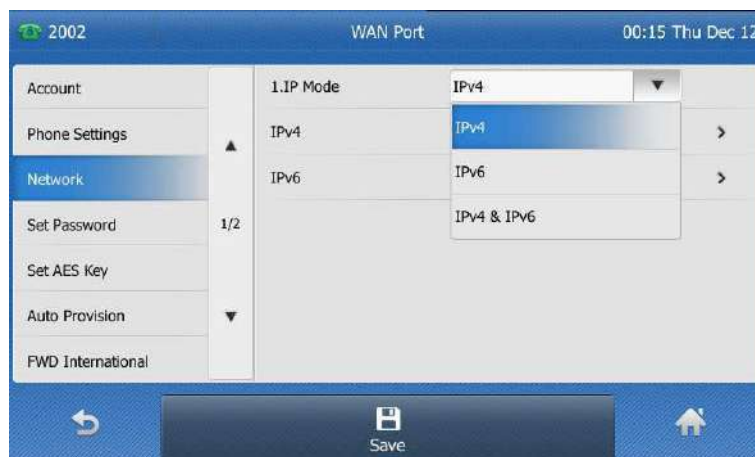 2002 WAN Port 00:15 Thu Dec 12
Account
Phone Settings
Network
Set Password
Set AES Key
Auto Provision
FWD International
1/2
1.IP Mode IPv4
IPv4
IPv6
IPv4
IPv6
IPv4 & IPv6
Save